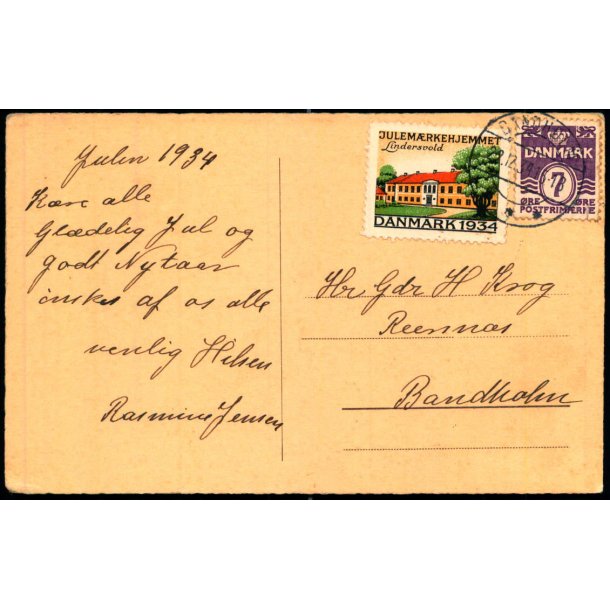 Julen 1934
Kære alle
Glædelig Jul og
godt Nytaar
ønskes af os alle
venlig Hilsen
Rasmine Jensen
JULEMÆRKEHJEMMET
Lindersvold
DANMARK 1934
DANMARK
7
ØRE ØRE
POSTFRIMÆRKE
Hr Gdr H Krog
Reersnæs
Bandholm